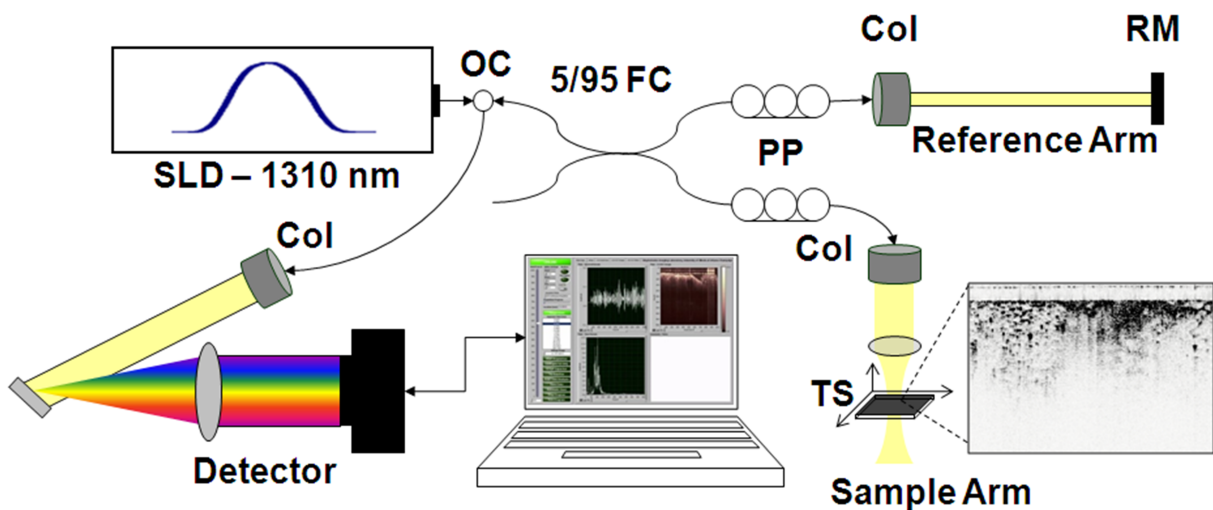 Col
RM
OC
5/95 FC
PP
Reference Arm
SLD – 1310 nm
Col
Col
TS
Detector
Sample Arm